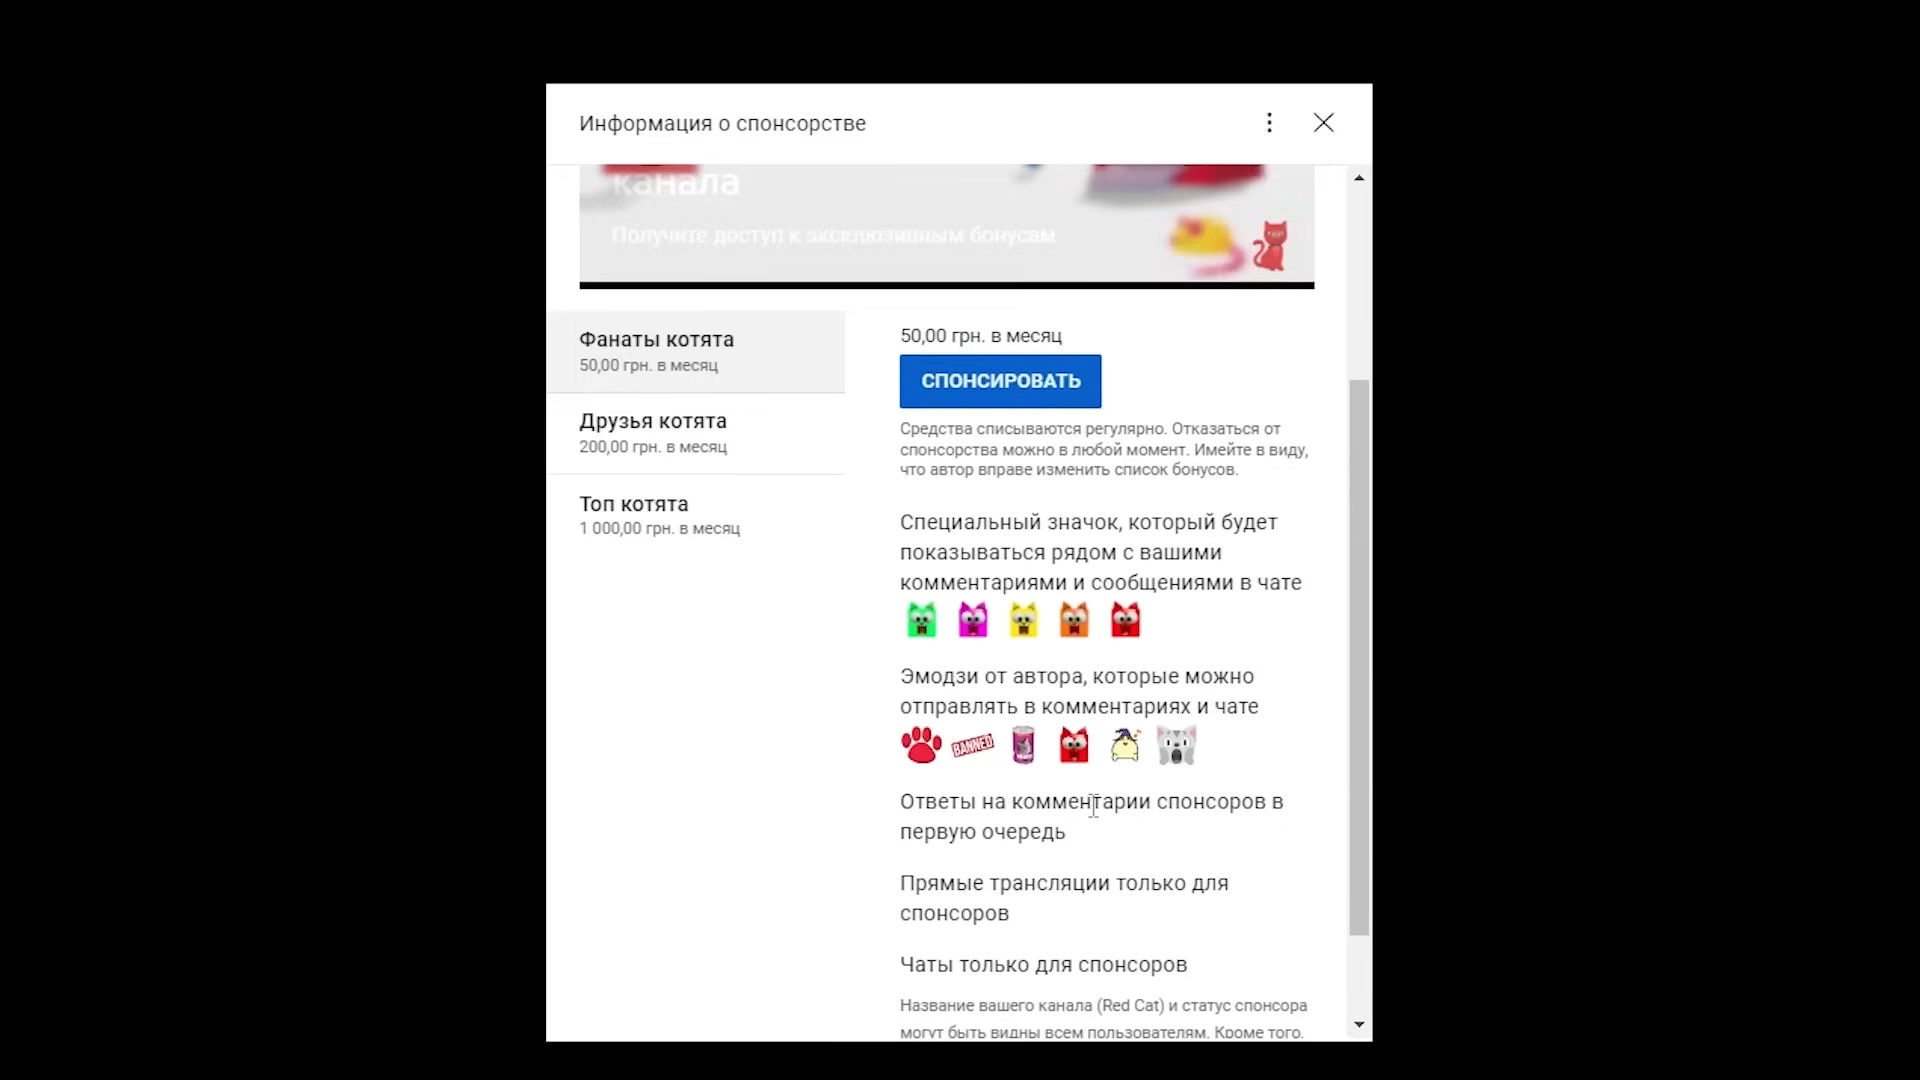 Информация о спонсорстве
канала
Получите доступ к эксклюзивным бонусам
Фанаты котята
50,00 грн. в месяц
Друзья котята
200,00 грн. в месяц
Топ котята
1 000,00 грн. в месяц
50,00 грн. в месяц
СПОНСИРОВАТЬ
Средства списываются регулярно. Отказаться от
спонсорства можно в любой момент. Имейте в виду,
что автор вправе изменить список бонусов.
Специальный значок, который будет
показываться рядом с вашими
комментариями и сообщениями в чате
Эмодзи от автора, которые можно
отправлять в комментариях и чате
BANNED
Ответы на комментарии спонсоров в
первую очередь
Прямые трансляции только для
спонсоров
Чаты только для спонсоров
Название вашего канала (Red Cat) и статус спонсора
могут быть видны всем пользователям. Кроме того,